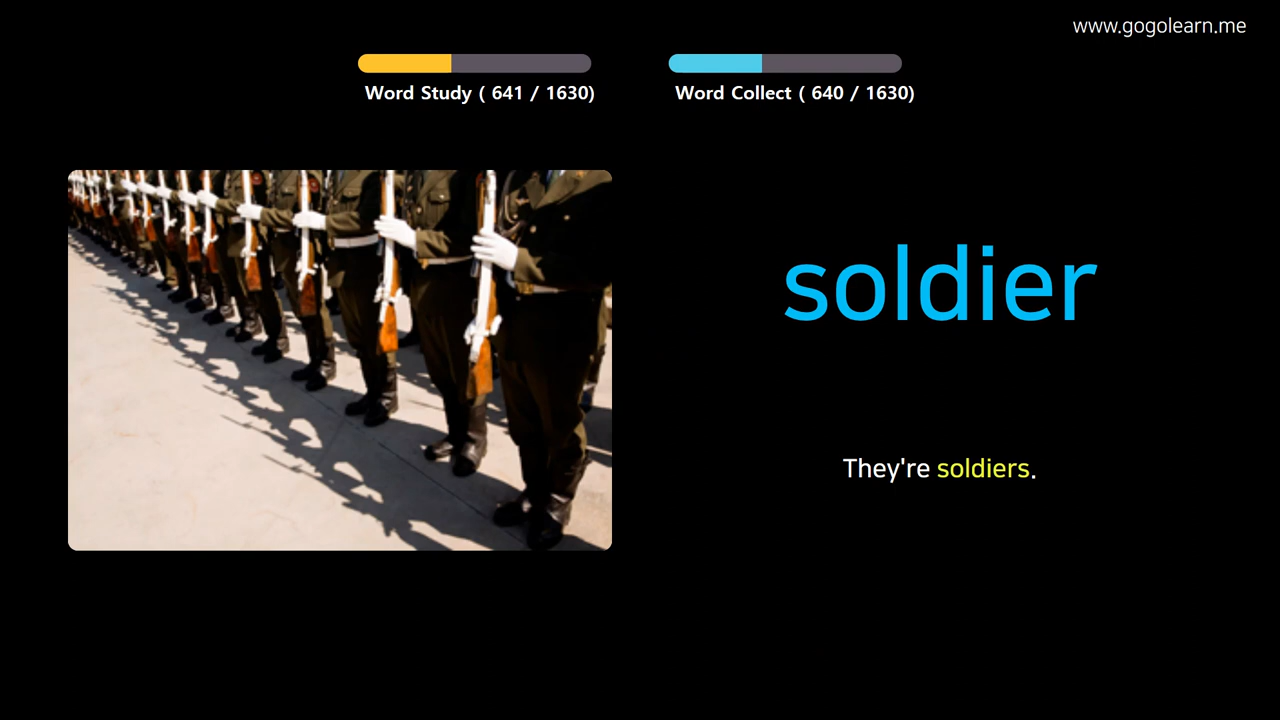 www.gogolearn.me
Word Study ( 641 / 1630)
Word Collect ( 640 / 1630)
soldier
They're soldiers.